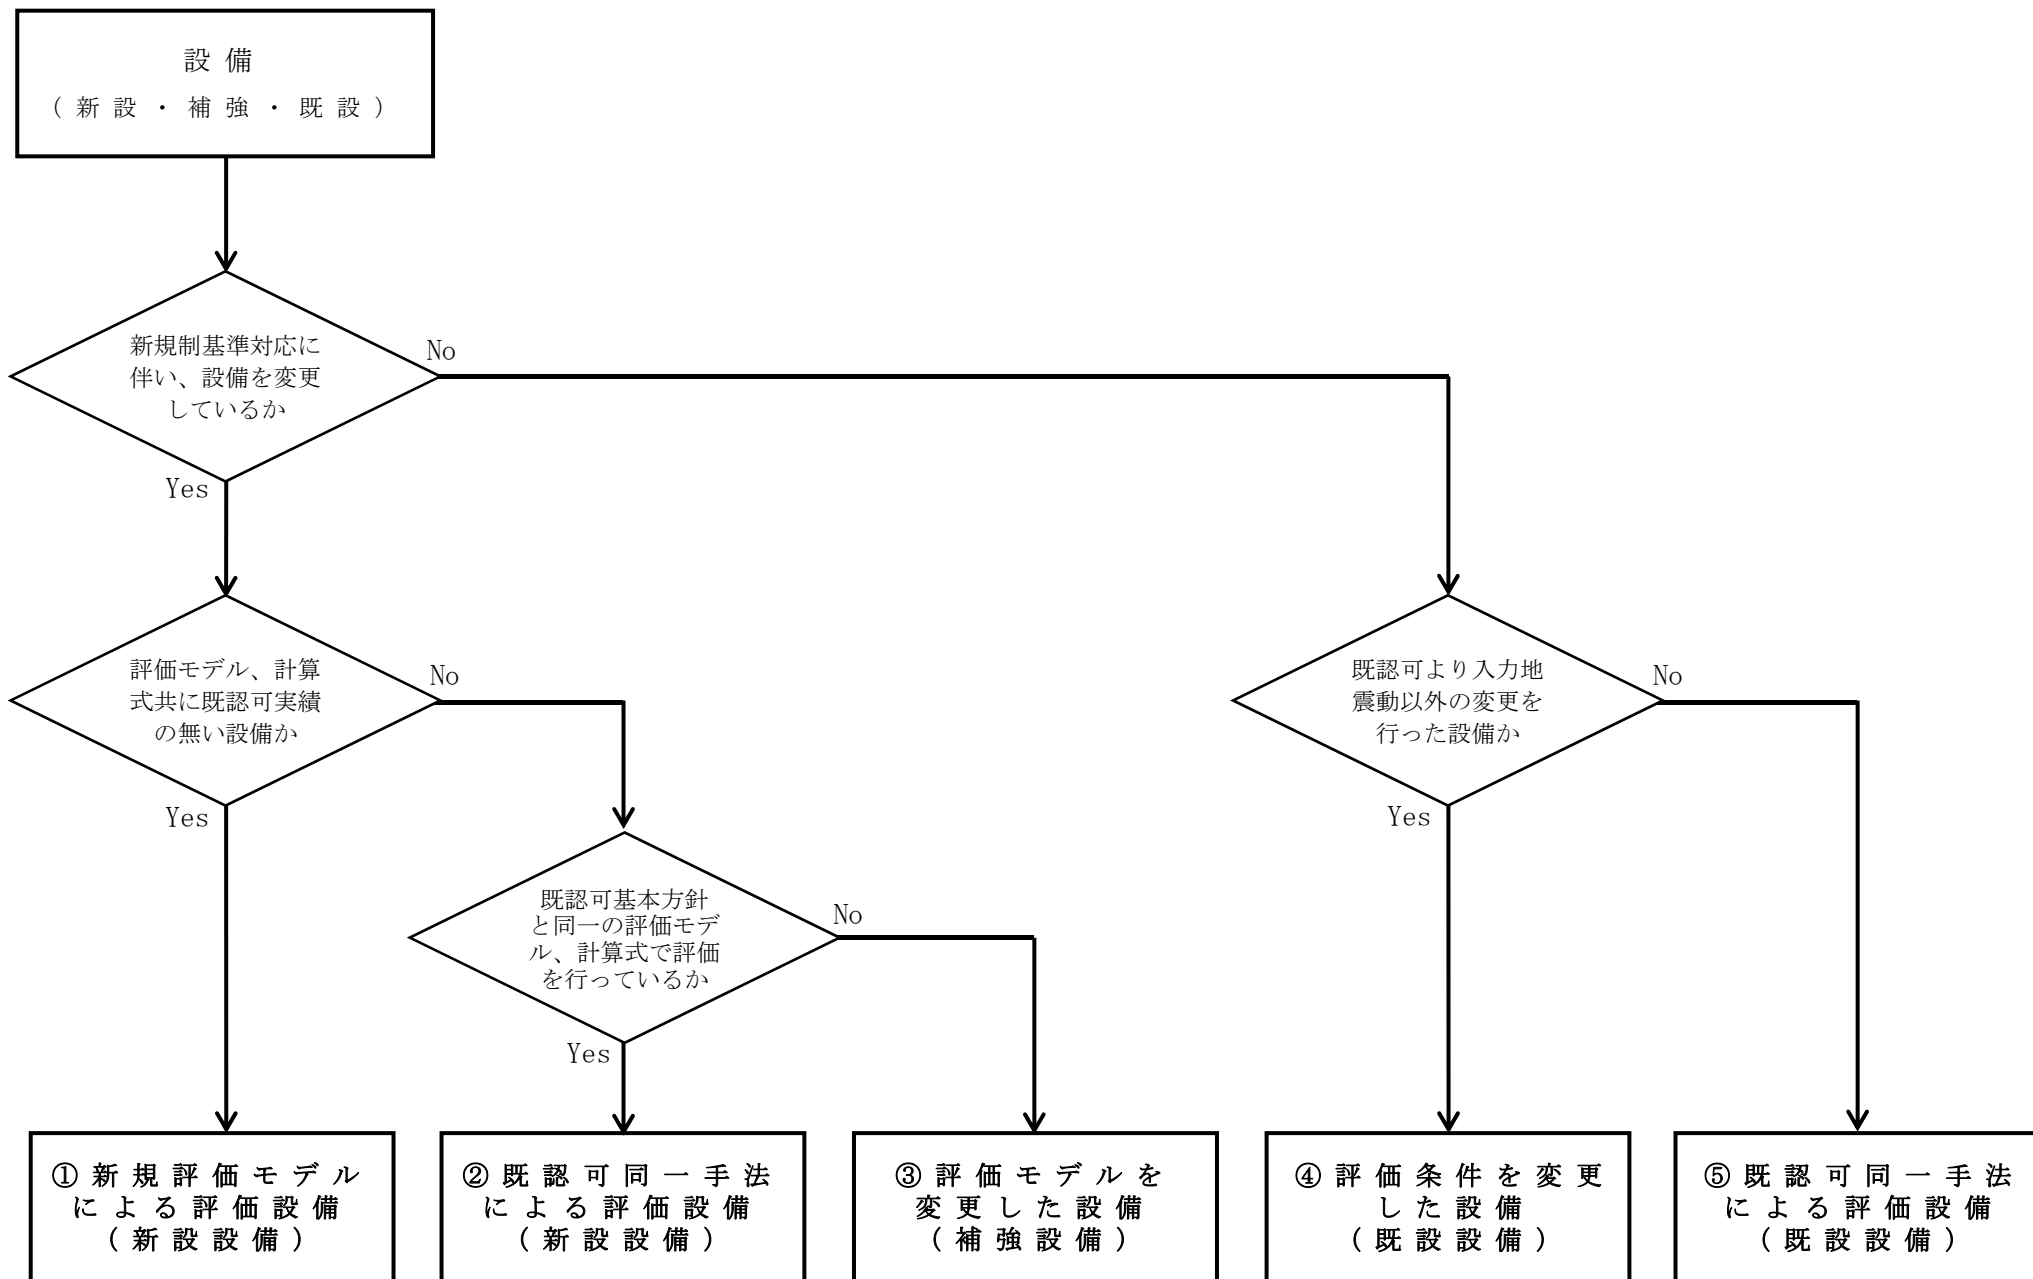 設備
(新設・補強・既設)
新規制基準対応に
伴い、設備を変更
しているか
No
Yes
評価モデル、計算
式共に既認可実績
の無い設備か
No
Yes
既認可より入力地
震動以外の変更を
行った設備か
No
Yes
既認可基本方針
と同一の評価モデ
ル、計算式で評価
を行っているか
No
Yes
①新規評価モデル
による評価設備
(新設設備)
②既認可同一手法
による評価設備
(新設設備)
③評価モデルを
変更した設備
(補強設備)
④評価条件を変更
した設備
(既設設備)
⑤既認可同一手法
による評価設備
(既設設備)